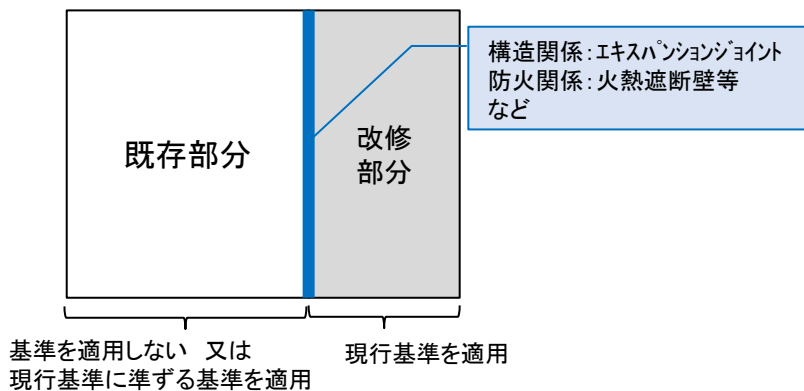 構造関係：ｴｷｽﾊﾟﾝｼｮﾝｼﾞｮｲﾝﾄ
防火関係：火熱遮断壁等
など
既存部分
改修
部分
基準を適用しない　又は
現行基準に準ずる基準を適用
現行基準を適用